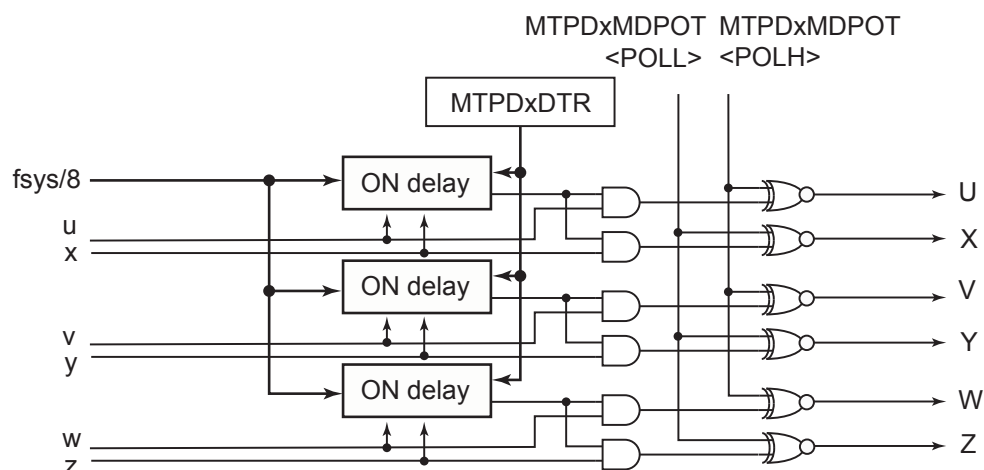 MTPDxMDPOT MTPDxMDPOT
<POLL> <POLH>
MTPDxDTR
fsys/8
ON delay
U
u
x
X
ON delay
V
v
y
Y
ON delay
W
w
z
Z